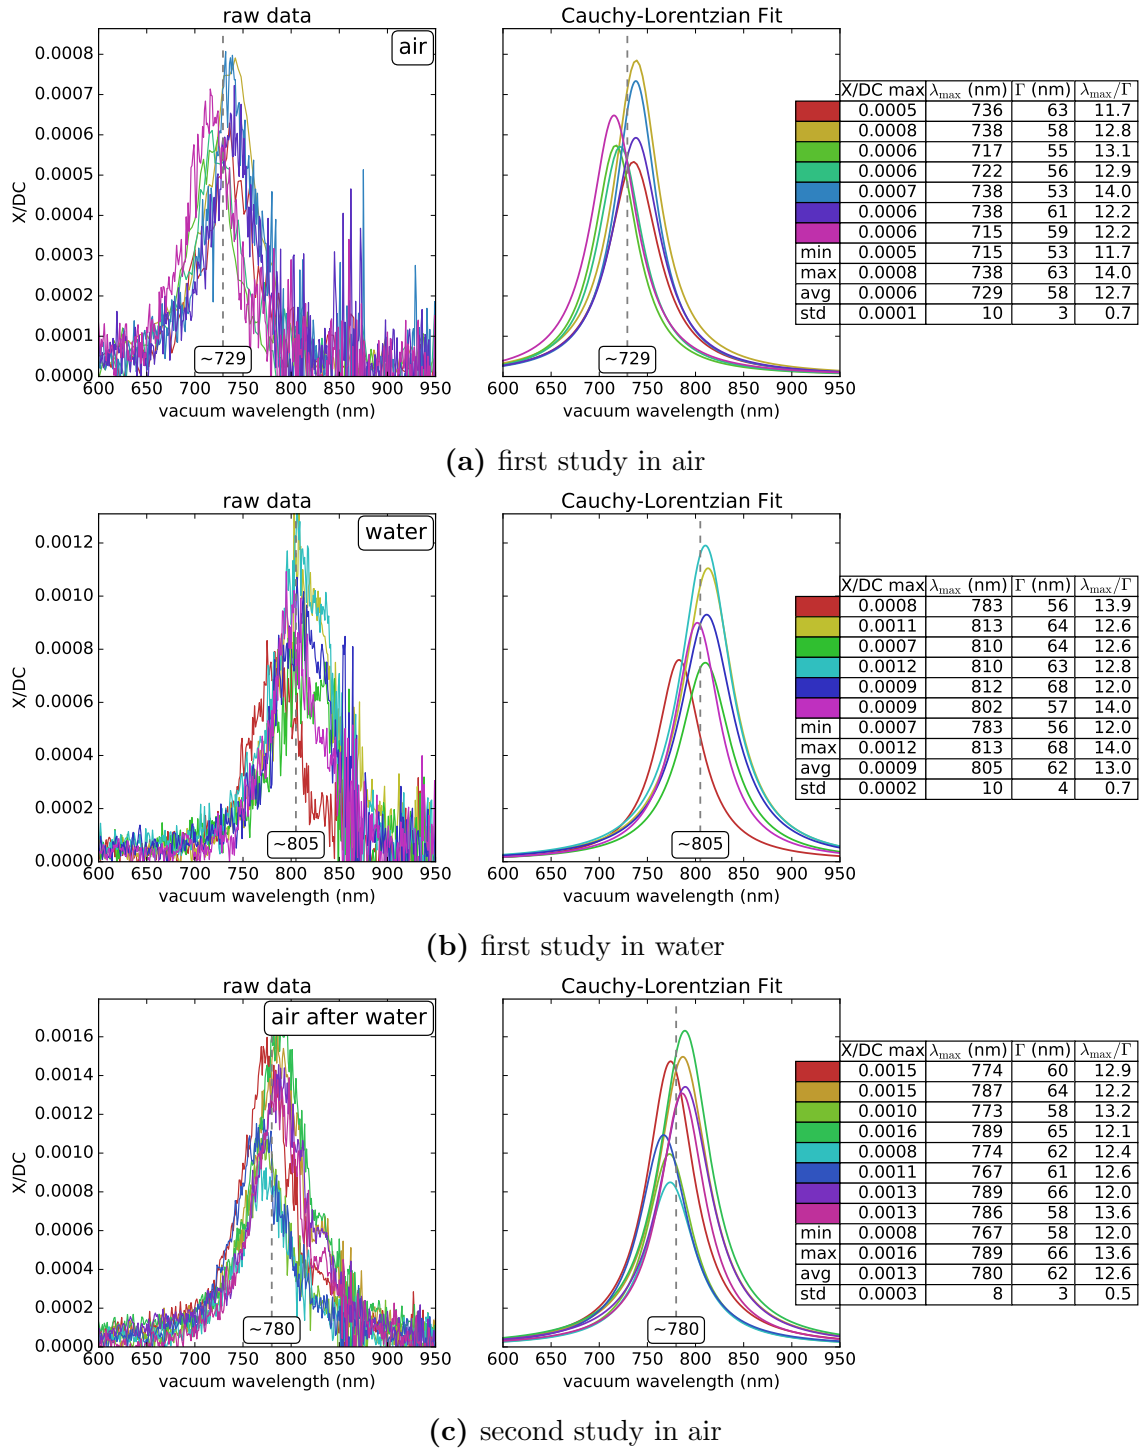 raw data
Cauchy-Lorentzian Fit
air
X/DC
0.0008
0.0007
0.0006
0.0005
0.0004
0.0003
0.0002
0.0001
0.0000
~729
600 650 700 750 800 850 900 950
vacuum wavelength (nm)
~729
600 650 700 750 800 850 900 950
vacuum wavelength (nm)
X/DC max λmax (nm) Γ (nm) λmax/Γ
0.0005 736 63 11.7
0.0008 738 58 12.8
0.0006 717 55 13.1
0.0006 722 56 12.9
0.0007 738 53 14.0
0.0006 738 61 12.2
0.0006 715 59 12.2
min 0.0005 715 53 11.7
max 0.0008 738 63 14.0
avg 0.0006 729 58 12.7
std 0.0001 10 3 0.7
(a) first study in air
raw data
Cauchy-Lorentzian Fit
water
X/DC
0.0012
0.0010
0.0008
0.0006
0.0004
0.0002
0.0000
~805
600 650 700 750 800 850 900 950
vacuum wavelength (nm)
~805
600 650 700 750 800 850 900 950
vacuum wavelength (nm)
X/DC max λmax (nm) Γ (nm) λmax/Γ
0.0008 783 56 13.9
0.0011 813 64 12.6
0.0007 810 64 12.6
0.0012 810 63 12.8
0.0009 812 68 12.0
0.0009 802 57 14.0
min 0.0007 783 56 12.0
max 0.0012 813 68 14.0
avg 0.0009 805 62 13.0
std 0.0002 10 4 0.7
(b) first study in water
raw data
Cauchy-Lorentzian Fit
air after water
X/DC
0.0016
0.0014
0.0012
0.0010
0.0008
0.0006
0.0004
0.0002
0.0000
~780
600 650 700 750 800 850 900 950
vacuum wavelength (nm)
~780
600 650 700 750 800 850 900 950
vacuum wavelength (nm)
X/DC max λmax (nm) Γ (nm) λmax/Γ
0.0015 774 60 12.9
0.0015 787 64 12.2
0.0010 773 58 13.2
0.0016 789 65 12.1
0.0008 774 62 12.4
0.0011 767 61 12.6
0.0013 789 66 12.0
0.0013 786 58 13.6
min 0.0008 767 58 12.0
max 0.0016 789 66 13.6
avg 0.0013 780 62 12.6
std 0.0003 8 3 0.5
(c) second study in air